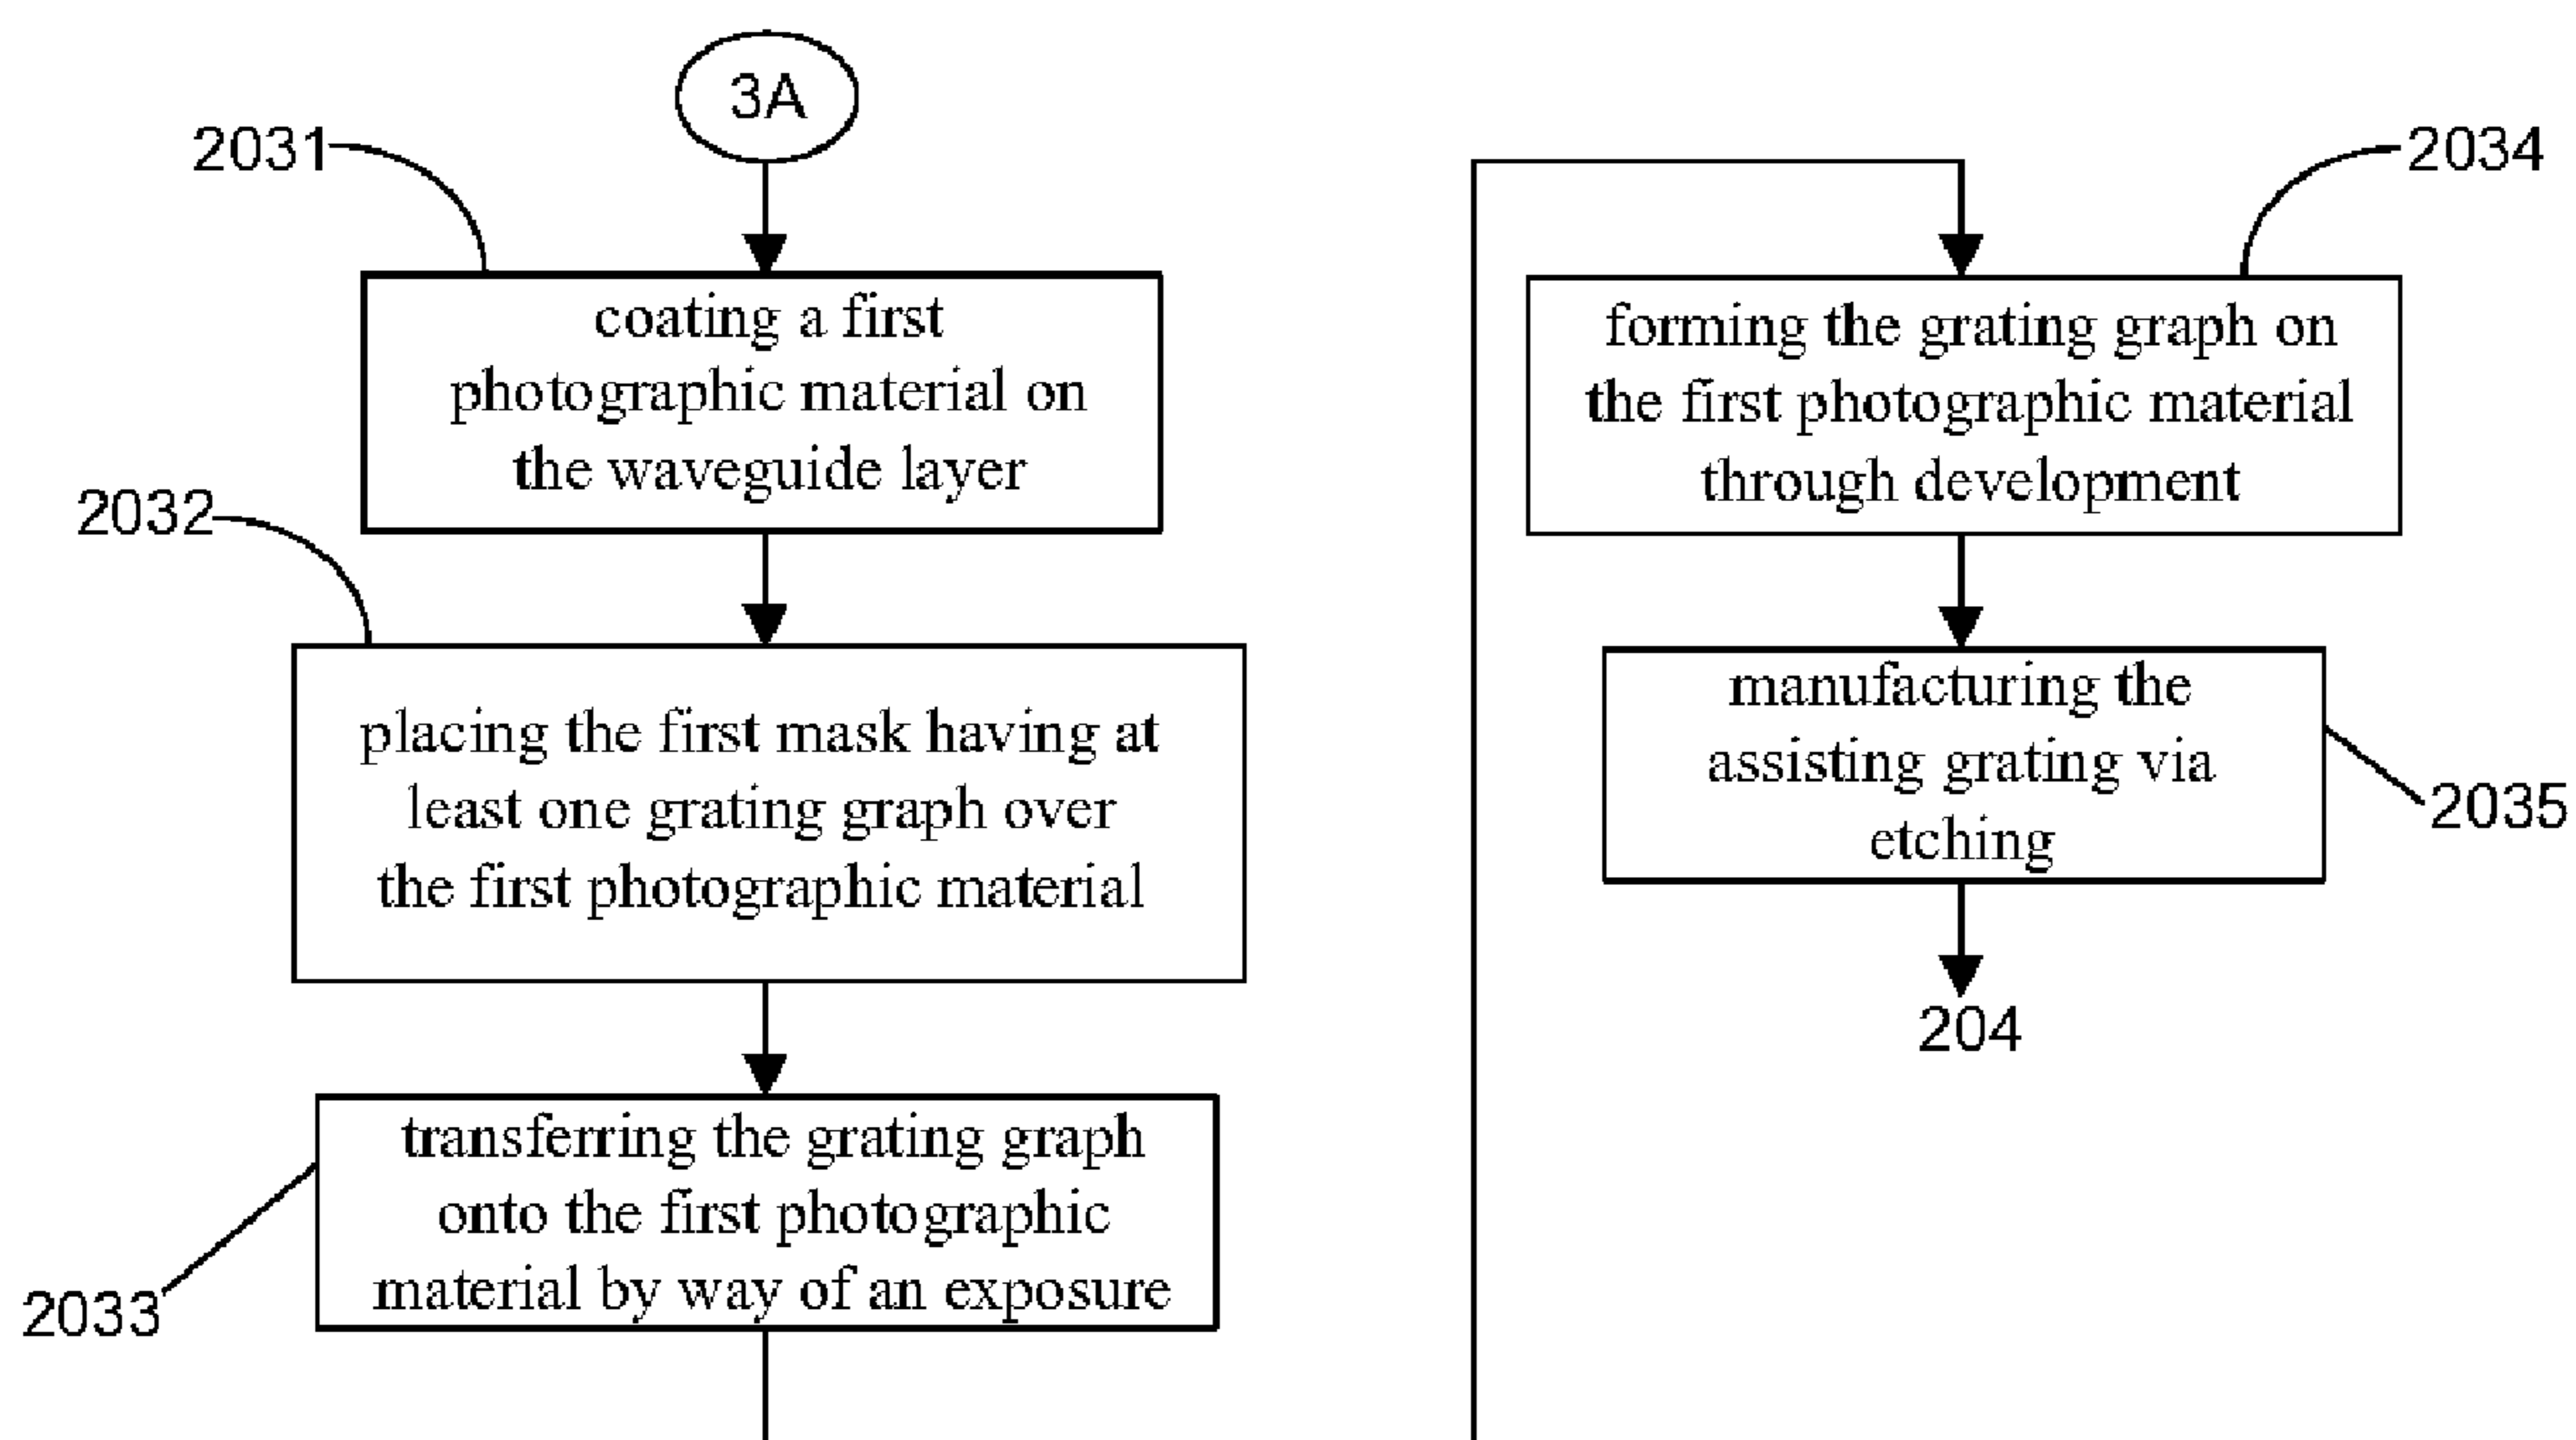 3A
2031
coating a first
photographic material on
the waveguide layer
2032
placing the first mask having at
least one grating graph over
the first photographic material
transferring the grating graph
onto the first photographic
material by way of an exposure
2033
2034
forming the grating graph on
the first photographic material
through development
manufacturing the
assisting grating via
etching
2035
204